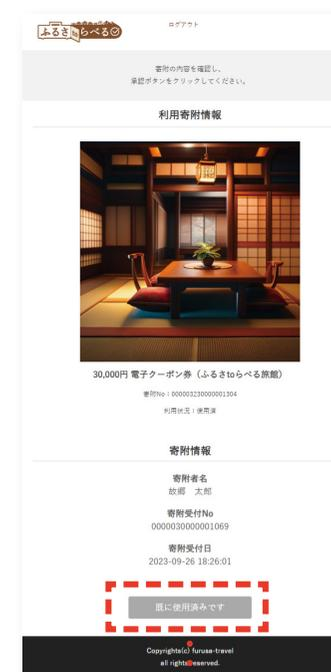 ふるさtoらべる
ログアウト
寄附の内容を確認し、
承認ボタンをクリックしてください。
利用寄附情報
30,000円 電子クーポン券（ふるさtoらべる旅館）
寄附No：000003230000001304
利用状況：使用済
寄附情報
寄附者名
故郷　太郎
寄附受付No
0000030000001069
寄附受付日
2023-09-26 18:26:01
既に使用済みです
Copyrights(c) furusa-travel
all rights reserved.